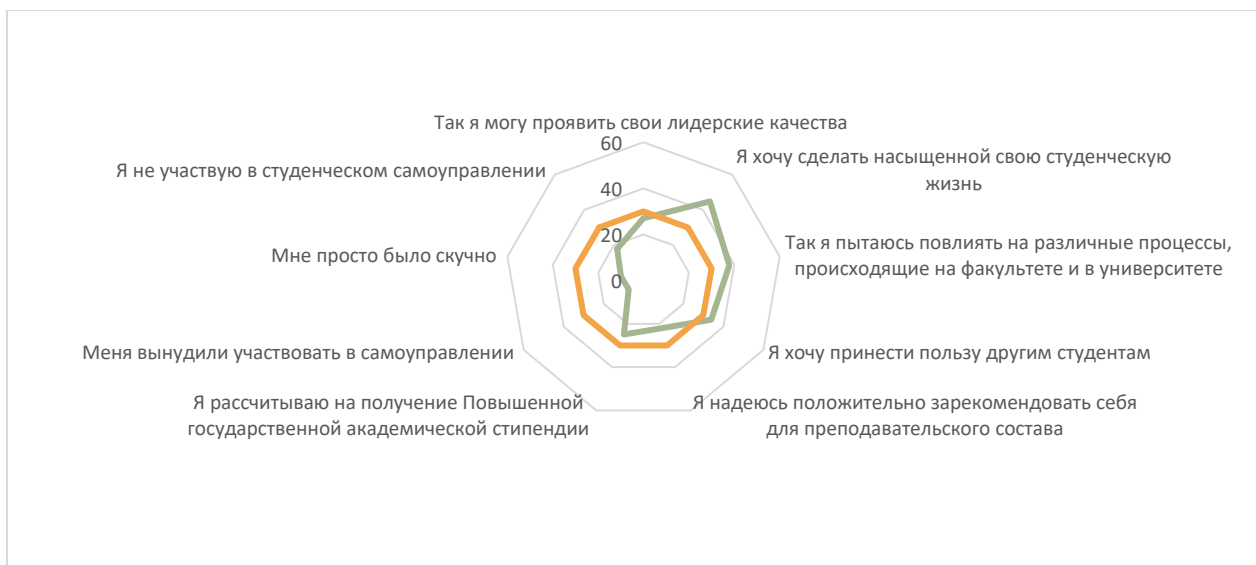 Так я могу проявить свои лидерские качества
60
Я хочу сделать насыщенной свою студенческую
жизнь
Я не участвую в студенческом самоуправлении
40
20
Так я пытаюсь повлиять на различные процессы,
происходящие на факультете и в университете
Мне просто было скучно
0
Меня вынудили участвовать в самоуправлении
Я хочу принести пользу другим студентам
Я рассчитываю на получение Повышенной
государственной академической стипендии
Я надеюсь положительно зарекомендовать себя
для преподавательского состава